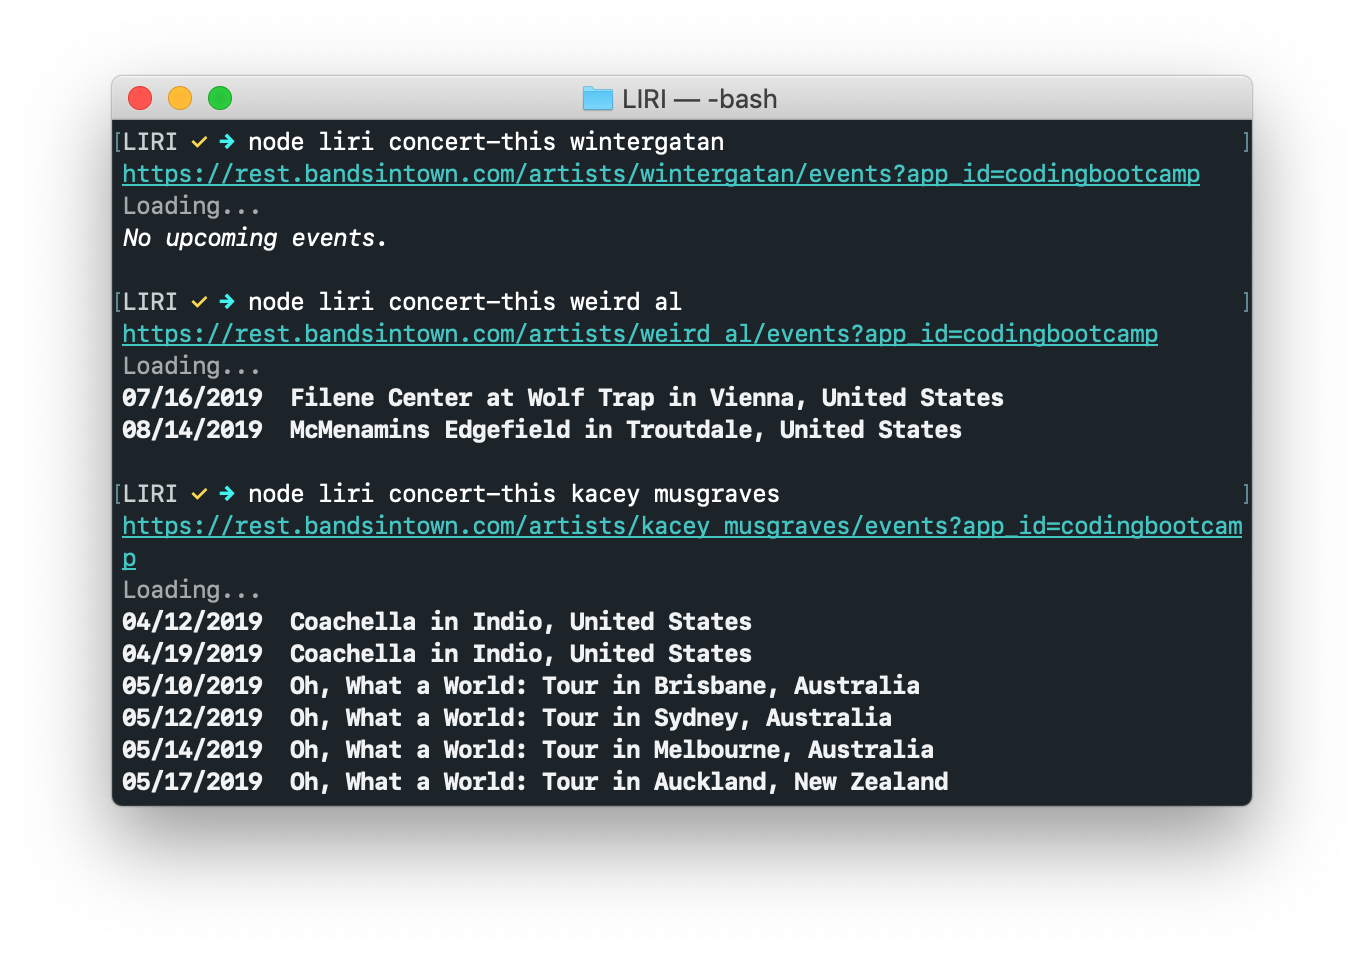 LIRI — -bash
[LIRI ✓ ➜ node liri concert-this wintergatan ]
https://rest.bandsintown.com/artists/wintergatan/events?app_id=codingbootcamp
Loading...
No upcoming events.
[LIRI ✓ ➜ node liri concert-this weird al ]
https://rest.bandsintown.com/artists/weird al/events?app_id=codingbootcamp
Loading...
07/16/2019  Filene Center at Wolf Trap in Vienna, United States
08/14/2019  McMenamins Edgefield in Troutdale, United States
[LIRI ✓ ➜ node liri concert-this kacey musgraves ]
https://rest.bandsintown.com/artists/kacey musgraves/events?app_id=codingbootcam
p
Loading...
04/12/2019  Coachella in Indio, United States
04/19/2019  Coachella in Indio, United States
05/10/2019  Oh, What a World: Tour in Brisbane, Australia
05/12/2019  Oh, What a World: Tour in Sydney, Australia
05/14/2019  Oh, What a World: Tour in Melbourne, Australia
05/17/2019  Oh, What a World: Tour in Auckland, New Zealand